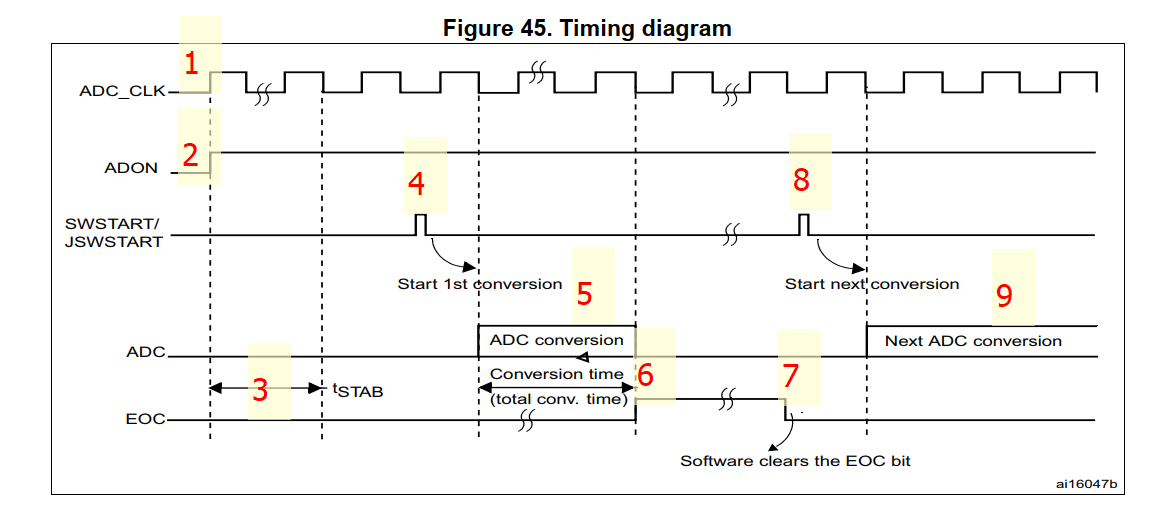 Figure 45. Timing diagram
1
ADC_CLK
2
ADON
4
8
SWSTART/
JSWSTART
Start 1st conversion
5
Start next conversion
9
ADC
ADC conversion
Next ADC conversion
3
tSTAB
Conversion time
6
7
(total conv. time)
EOC
Software clears the EOC bit
ai16047b